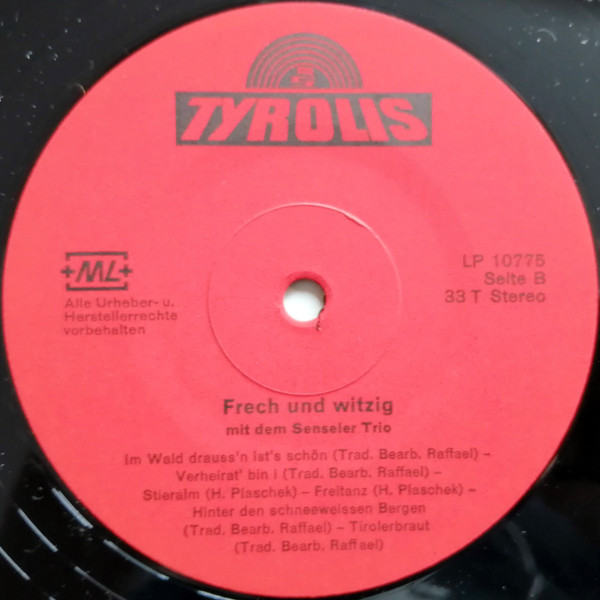 TYROLIS
+ML+
Alle Urheber- u.
Herstellerrechte
vorbehalten
LP 10775
Seite B
33 T Stereo
Frech und witzig
mit dem Senseler Trio
Im Wald drauss'n ist's schön (Trad. Bearb. Raffael) –
Verheirat' bin i (Trad. Bearb. Raffael) –
Stieralm (H. Plaschek) – Freitanz (H. Plaschek) –
Hinter den schneeweissen Bergen
(Trad. Bearb. Raffael) – Tirolerbraut
(Trad. Bearb. Raffael)